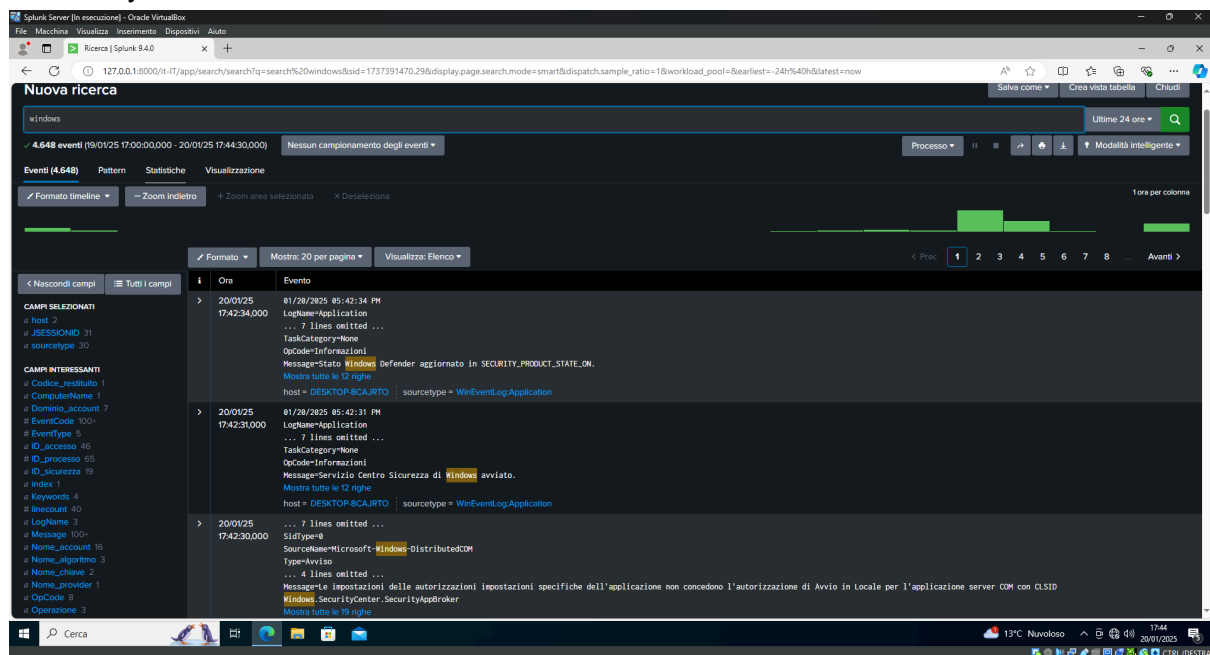 Splunk Server [In esecuzione] - Oracle VirtualBox
File Macchina Visualizza Inserimento Dispositivi Aiuto
Ricerca | Splunk 9.4.0
127.0.0.1:8000/it-IT/app/search/search?q=search%20windows&sid=1737391470.29&display.page.search.mode=smart&dispatch.sample_ratio=1&workload_pool=&earliest=-24h%40h&latest=now
Nuova ricerca
Salva come Crea vista tabella Chiudi
windows
Ultime 24 ore
4.648 eventi (19/01/25 17:00:00,000 - 20/01/25 17:44:30,000) Nessun campionamento degli eventi
Processo Modalità intelligente
Eventi (4.648) Pattern Statistiche Visualizzazione
Formato timeline – Zoom indietro + Zoom area selezionata × Deseleziona
1 ora per colonna
Formato Mostra: 20 per pagina Visualizza: Elenco
< Prec 1 2 3 4 5 6 7 8 ... Avanti >
< Nascondi campi Tutti i campi
i Ora Evento
CAMPI SELEZIONATI
a host 2
a JSESSIONID 31
a sourcetype 30
CAMPI INTERESSANTI
a Codice_restituito 1
a ComputerName 1
a Dominio_account 7
# EventCode 100+
# EventType 5
a ID_accesso 46
# ID_processo 65
a ID_sicurezza 19
a index 1
a Keywords 4
# linecount 40
a LogName 3
a Message 100+
a Nome_account 16
a Nome_algoritmo 3
a Nome_chiave 2
a Nome_provider 1
a OpCode 8
a Operazione 3
> 20/01/25
17:42:34,000
01/20/2025 05:42:34 PM
LogName=Application
... 7 lines omitted ...
TaskCategory=None
OpCode=Informazioni
Message=Stato Windows Defender aggiornato in SECURITY_PRODUCT_STATE_ON.
Mostra tutte le 12 righe
host = DESKTOP-8CAJRTO sourcetype = WinEventLog:Application
> 20/01/25
17:42:31,000
01/20/2025 05:42:31 PM
LogName=Application
... 7 lines omitted ...
TaskCategory=None
OpCode=Informazioni
Message=Servizio Centro Sicurezza di Windows avviato.
Mostra tutte le 12 righe
host = DESKTOP-8CAJRTO sourcetype = WinEventLog:Application
> 20/01/25
17:42:30,000
... 7 lines omitted ...
SidType=0
SourceName=Microsoft-Windows-DistributedCOM
Type=Avviso
... 4 lines omitted ...
Message=Le impostazioni delle autorizzazioni impostazioni specifiche dell'applicazione non concedono l'autorizzazione di Avvio in Locale per l'applicazione server COM con CLSID
Windows.SecurityCenter.SecurityAppBroker
Mostra tutte le 19 righe
Cerca
13°C Nuvoloso
17:44
20/01/2025
CTRL (DESTRA